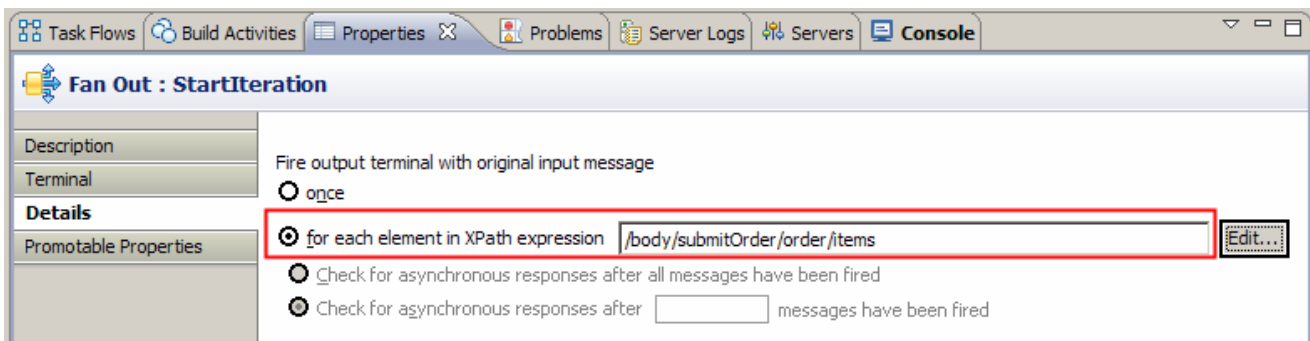 Task Flows Build Activities Properties Problems Server Logs Servers Console
Fan Out : StartIteration
Description
Terminal
Details
Promotable Properties
Fire output terminal with original input message
once
for each element in XPath expression /body/submitOrder/order/items Edit...
Check for asynchronous responses after all messages have been fired
Check for asynchronous responses after messages have been fired